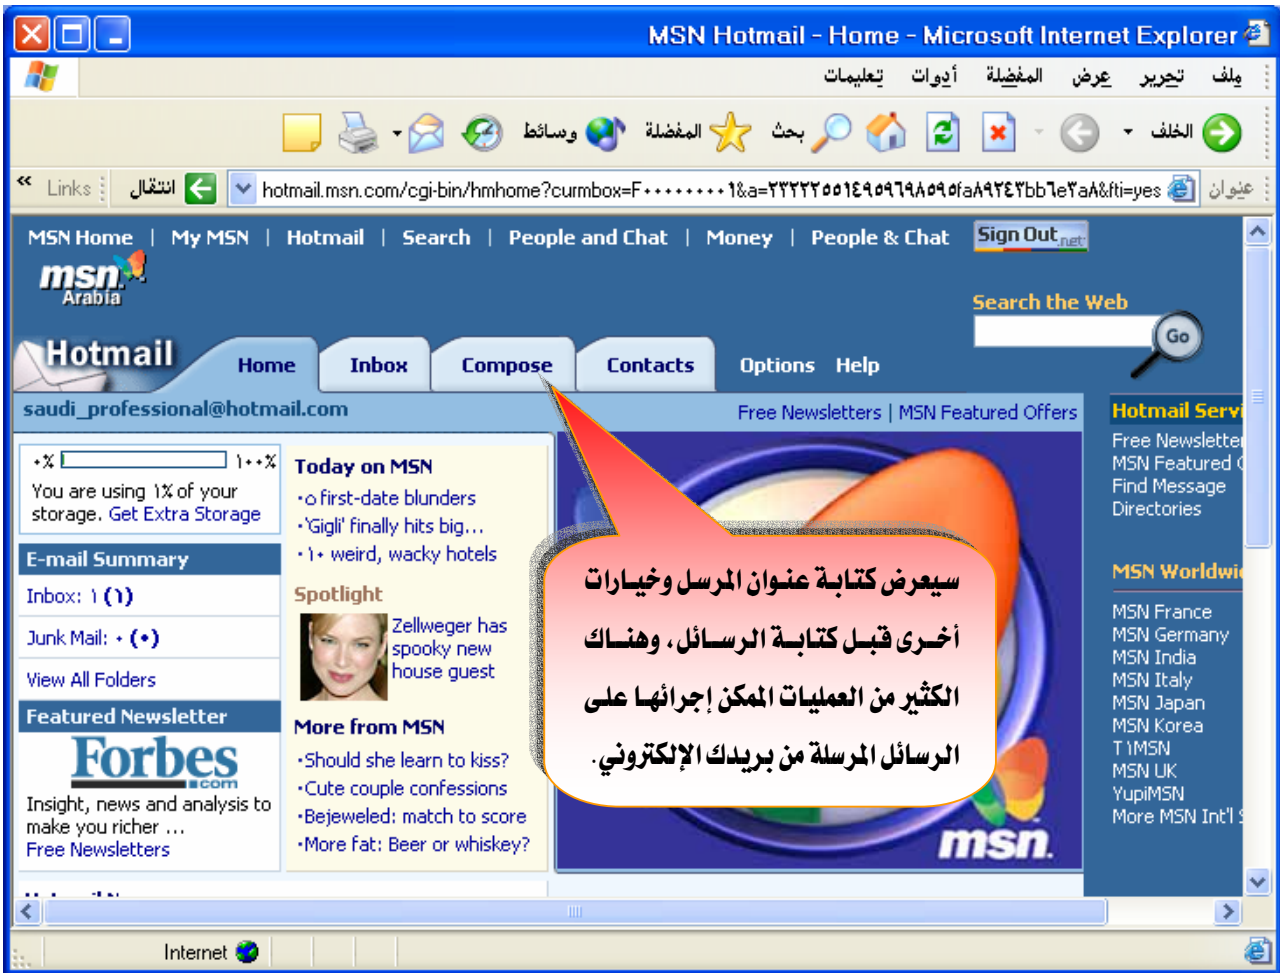 MSN Hotmail - Home - Microsoft Internet Explorer
ملف تحرير عرض المفضلة أدوات تعليمات
الخلف بحث المفضلة وسائط
عنوان hotmail.msn.com/cgi-bin/hmhome?curmbox=F٠٠٠٠٠٠٠٠١&a=٢٢٢٢٢٥٥١٤٩٥٩٦٩٨٥٩٥fa٨٩٢٤٣bb٦e٣a٨&fti=yes انتقال Links »
MSN Home | My MSN | Hotmail | Search | People and Chat | Money | People & Chat Sign Out.net
msn
Arabia
Search the Web
Go
Hotmail Home Inbox Compose Contacts Options Help
saudi_professional@hotmail.com Free Newsletters | MSN Featured Offers
٠% ١٠٠%
You are using ١% of your
storage. Get Extra Storage
E-mail Summary
Inbox: ١ (١)
Junk Mail: ٠ (٠)
View All Folders
Featured Newsletter
Forbes
.com
Insight, news and analysis to
make you richer ...
Free Newsletters
Today on MSN
·٥ first-date blunders
·'Gigli' finally hits big...
·١٠ weird, wacky hotels
Spotlight
Zellweger has
spooky new
house guest
More from MSN
·Should she learn to kiss?
·Cute couple confessions
·Bejeweled: match to score
·More fat: Beer or whiskey?
سيعرض كتابة عنوان المرسل وخيارات
أخرى قبل كتابة الرسائل، وهناك
الكثير من العمليات الممكن إجرائها على
الرسائل المرسلة من بريدك الإلكتروني.
msn.
Hotmail Servi
Free Newsletter
MSN Featured
Find Message
Directories
MSN Worldwi
MSN France
MSN Germany
MSN India
MSN Italy
MSN Japan
MSN Korea
T١MSN
MSN UK
YupiMSN
More MSN Int'l
Internet